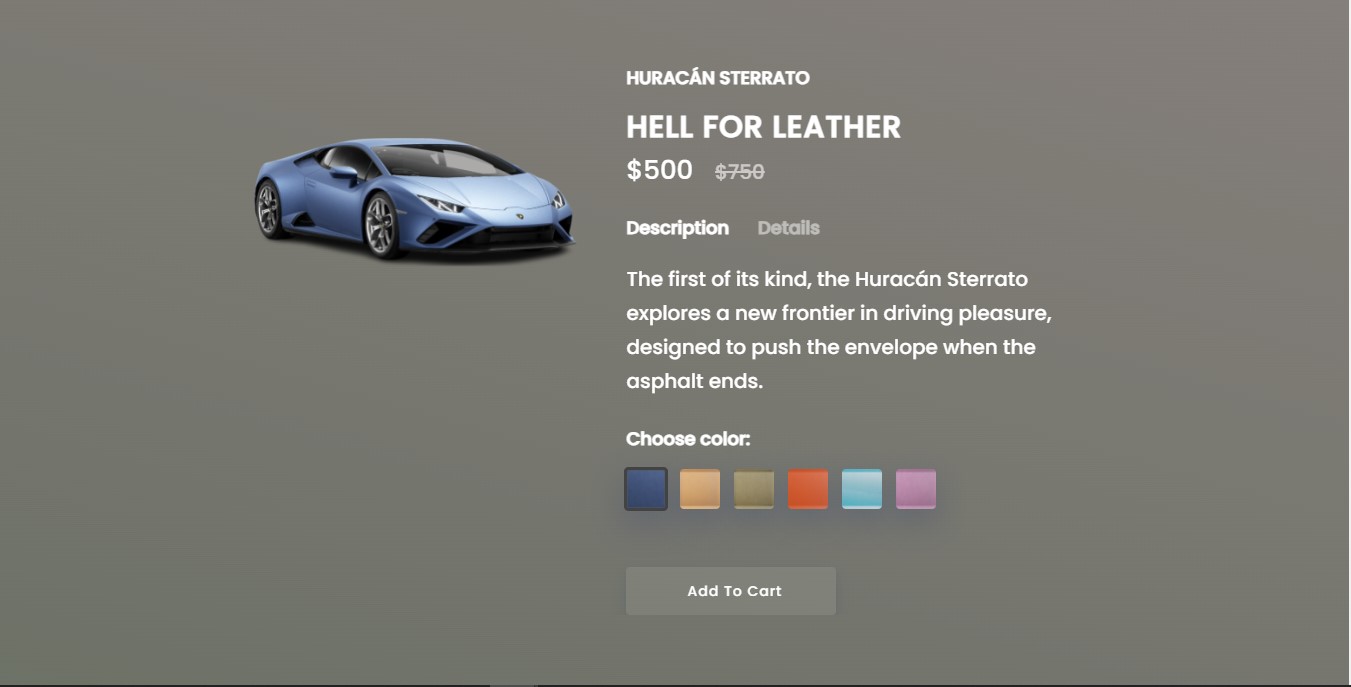 HURACÁN STERRATO
HELL FOR LEATHER
$500 $750
Description Details
The first of its kind, the Huracán Sterrato
explores a new frontier in driving pleasure,
designed to push the envelope when the
asphalt ends.
Choose color:
Add To Cart